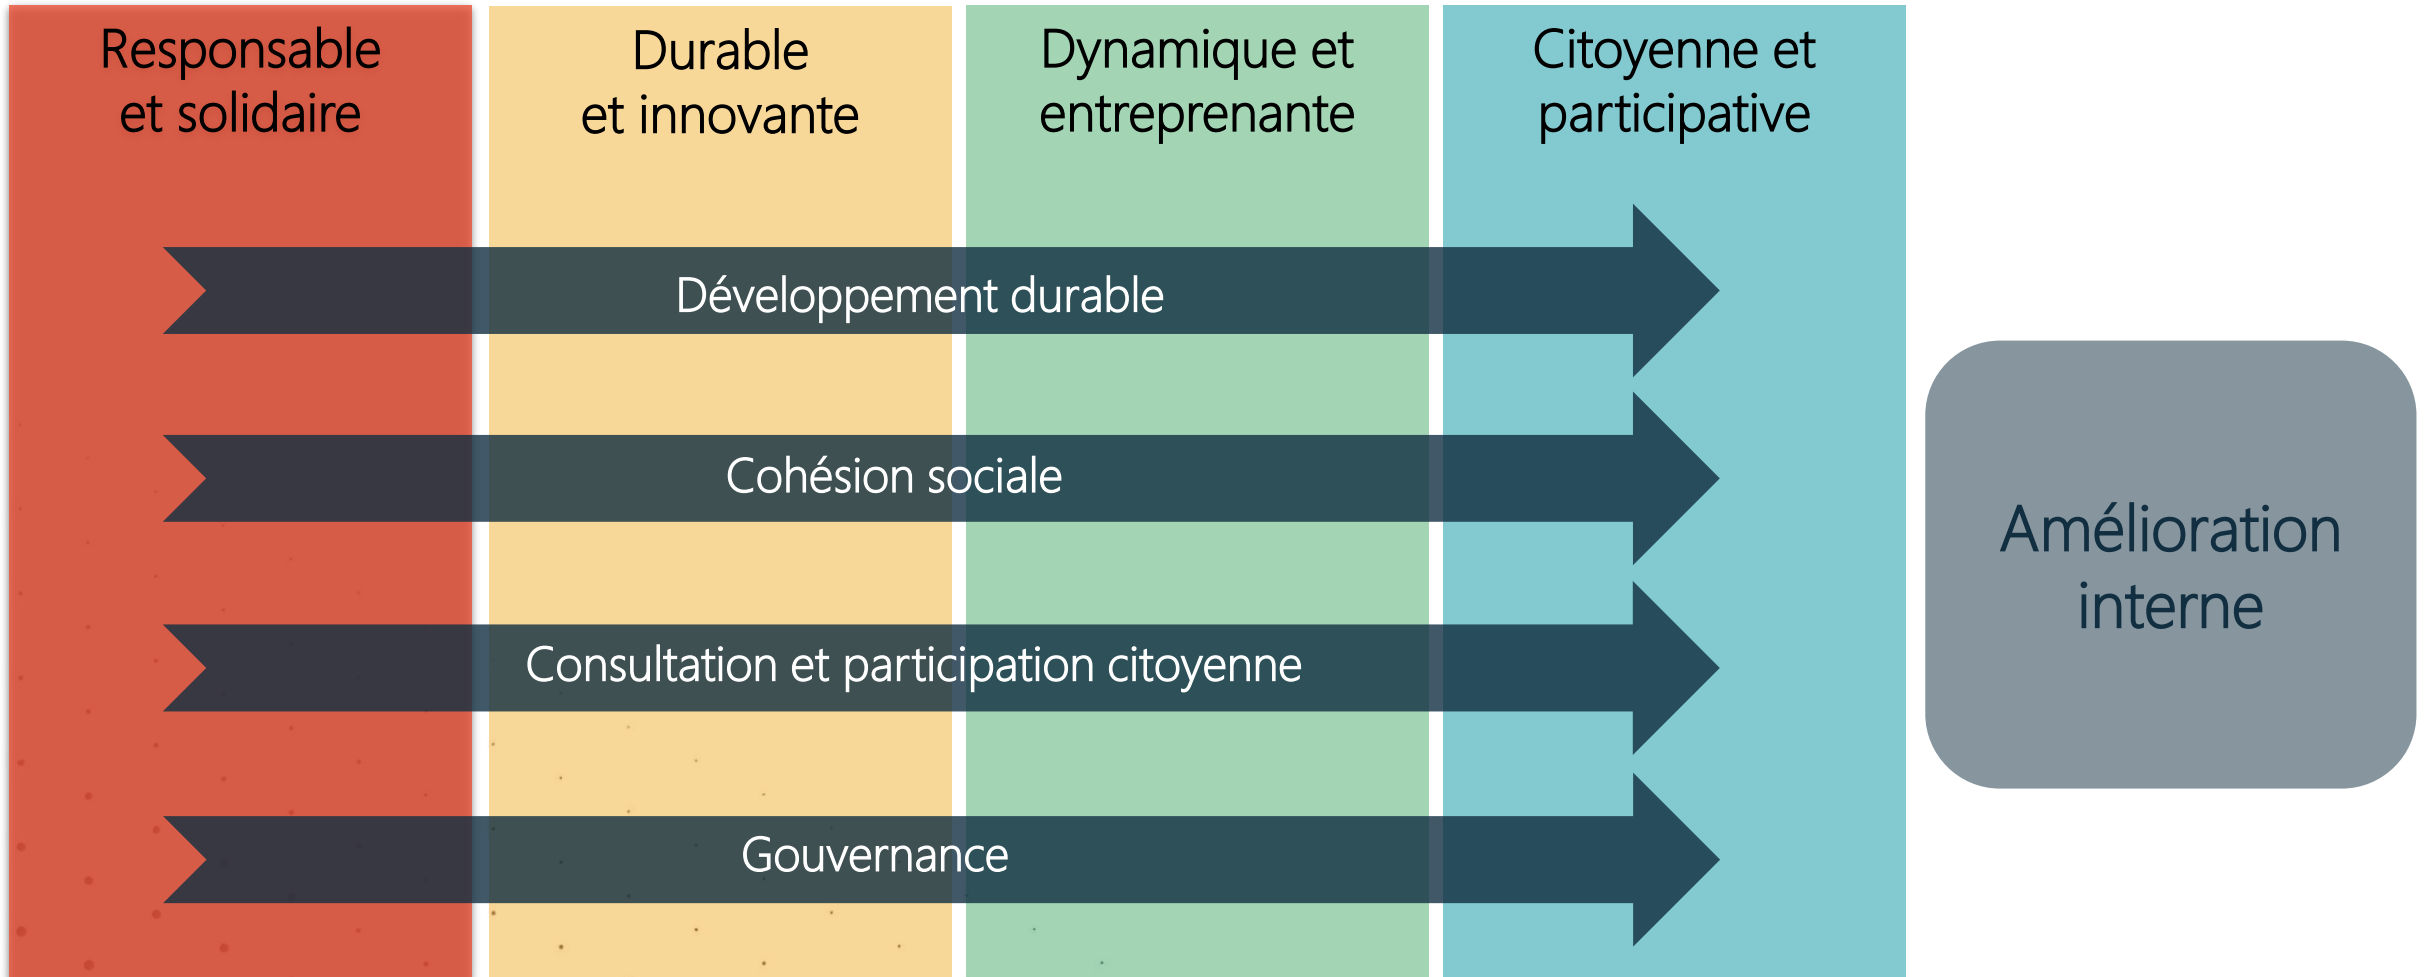 Responsable
et solidaire
Durable
et innovante
Dynamique et
entreprenante
Citoyenne et
participative
Développement durable
Cohésion sociale
Consultation et participation citoyenne
Gouvernance
Amélioration
interne